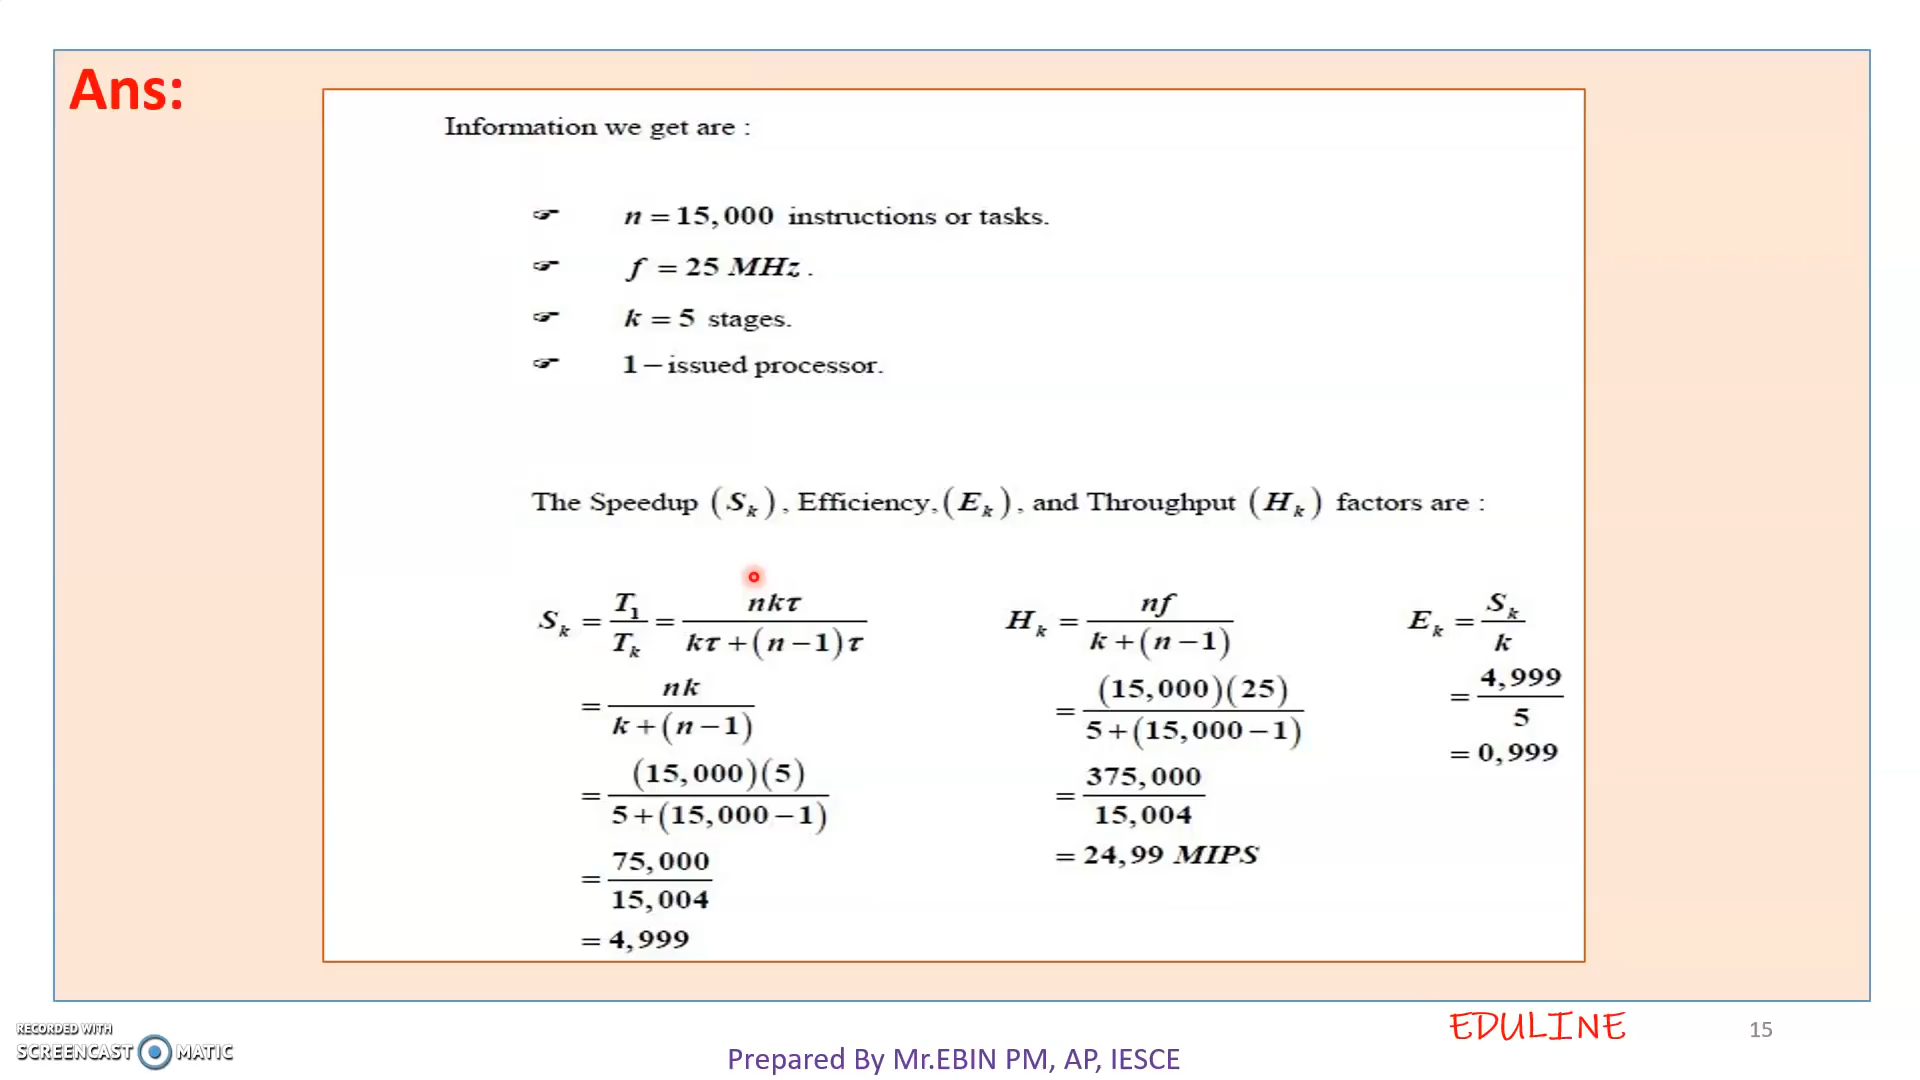 Ans:
Information we get are :
☞ n = 15,000 instructions or tasks.
☞ f = 25 MHz .
☞ k = 5 stages.
☞ 1 – issued processor.
The Speedup (S_k), Efficiency,(E_k), and Throughput (H_k) factors are :
S_k = T_1/T_k = nkτ/(kτ + (n − 1)τ)
= nk/(k + (n − 1))
= (15,000)(5)/(5 + (15,000 − 1))
= 75,000/15,004
= 4,999
H_k = nf/(k + (n − 1))
= (15,000)(25)/(5 + (15,000 − 1))
= 375,000/15,004
= 24,99 MIPS
E_k = S_k/k
= 4,999/5
= 0,999
EDULINE
15
Prepared By Mr.EBIN PM, AP, IESCE
RECORDED WITH
SCREENCAST MATIC